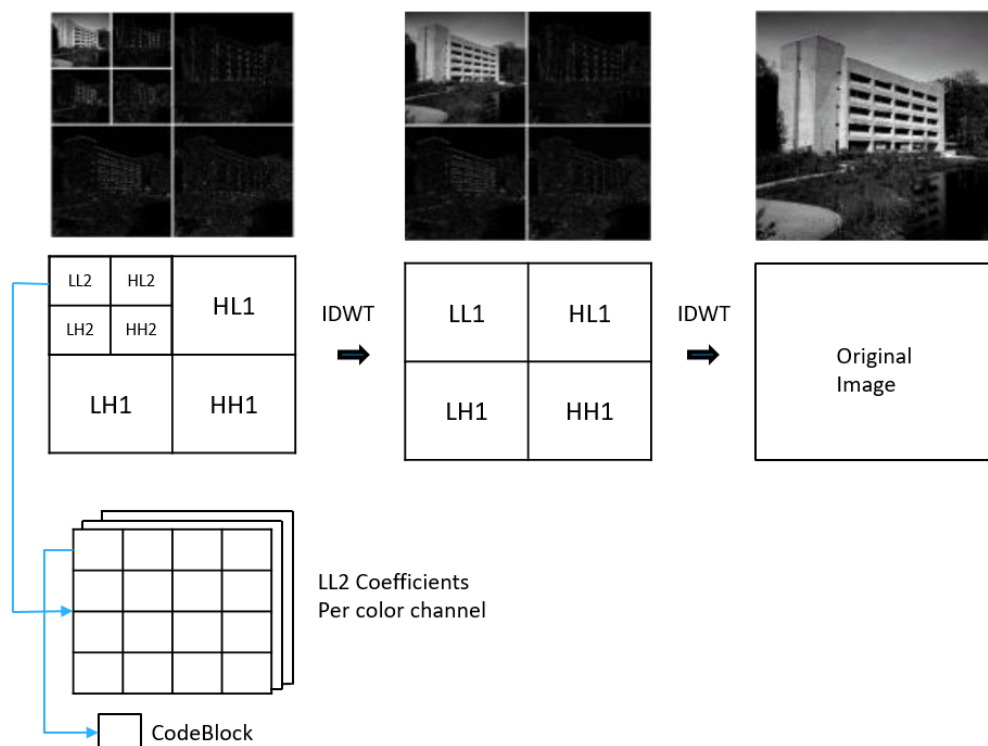 LL2
HL2
HL1
LH2
HH2
LH1
HH1
IDWT
LL1
HL1
LH1
HH1
IDWT
Original
Image
LL2 Coefficients
Per color channel
CodeBlock